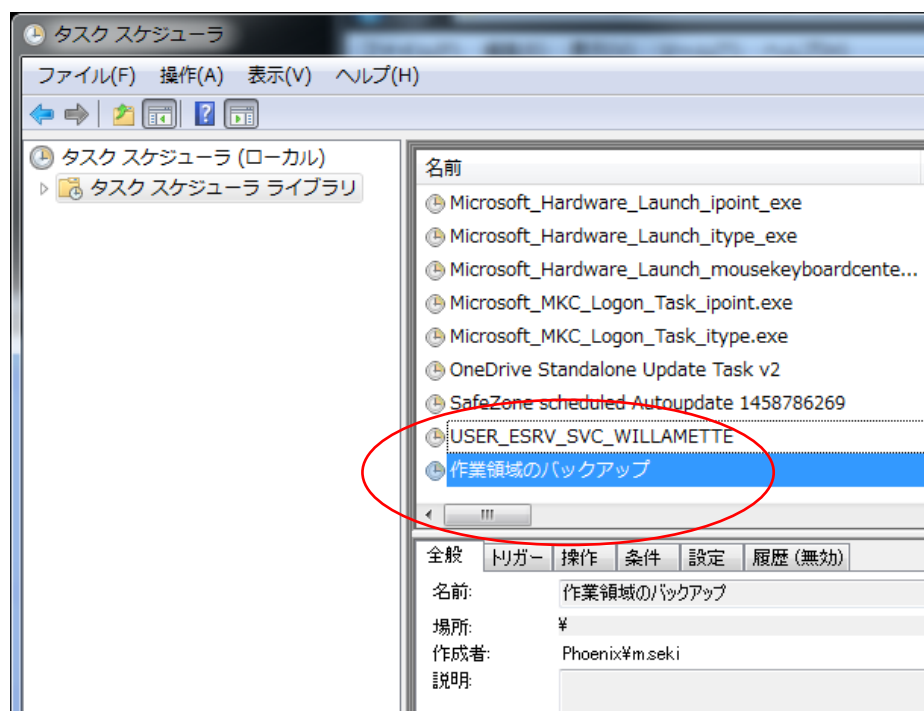 タスク スケジューラ
ファイル(F) 操作(A) 表示(V) ヘルプ(H)
タスク スケジューラ (ローカル)
タスク スケジューラ ライブラリ
名前
Microsoft_Hardware_Launch_ipoint_exe
Microsoft_Hardware_Launch_itype_exe
Microsoft_Hardware_Launch_mousekeyboardcente...
Microsoft_MKC_Logon_Task_ipoint.exe
Microsoft_MKC_Logon_Task_itype.exe
OneDrive Standalone Update Task v2
SafeZone scheduled Autoupdate 1458786269
USER_ESRV_SVC_WILLAMETTE
作業領域のバックアップ
全般 トリガー 操作 条件 設定 履歴 (無効)
名前: 作業領域のバックアップ
場所: ¥
作成者: Phoenix¥m.seki
説明: